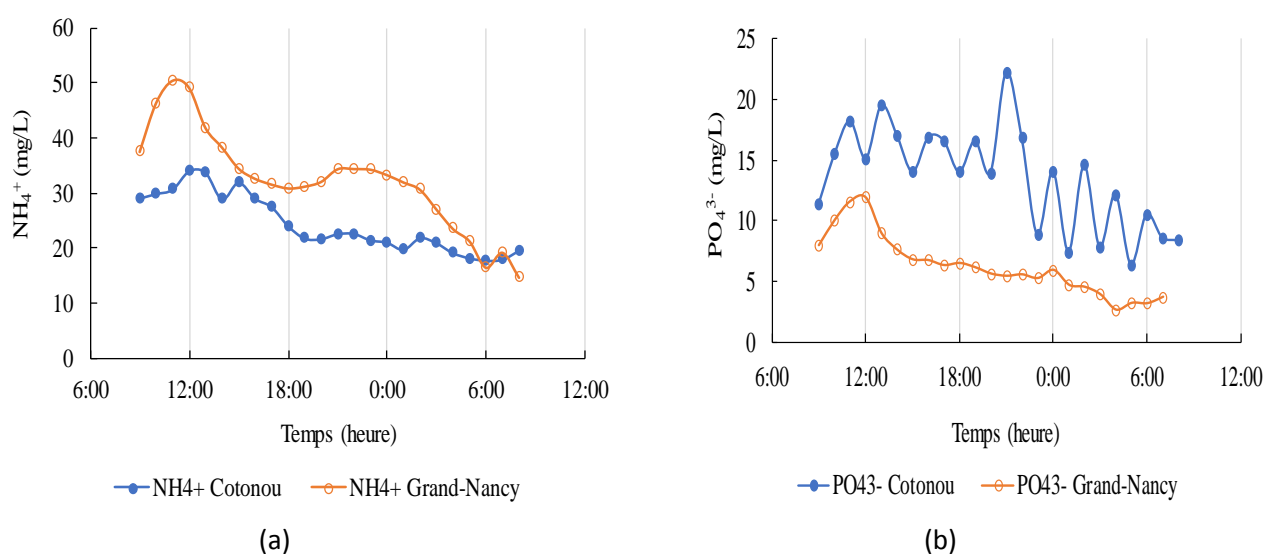 60
50
40
30
20
10
0
NH₄⁺ (mg/L)
6:00 12:00 18:00 0:00 6:00 12:00
Temps (heure)
NH4+ Cotonou NH4+ Grand-Nancy
(a)
25
20
15
10
5
0
PO₄³⁻ (mg/L)
6:00 12:00 18:00 0:00 6:00 12:00
Temps (heure)
PO43- Cotonou PO43- Grand-Nancy
(b)